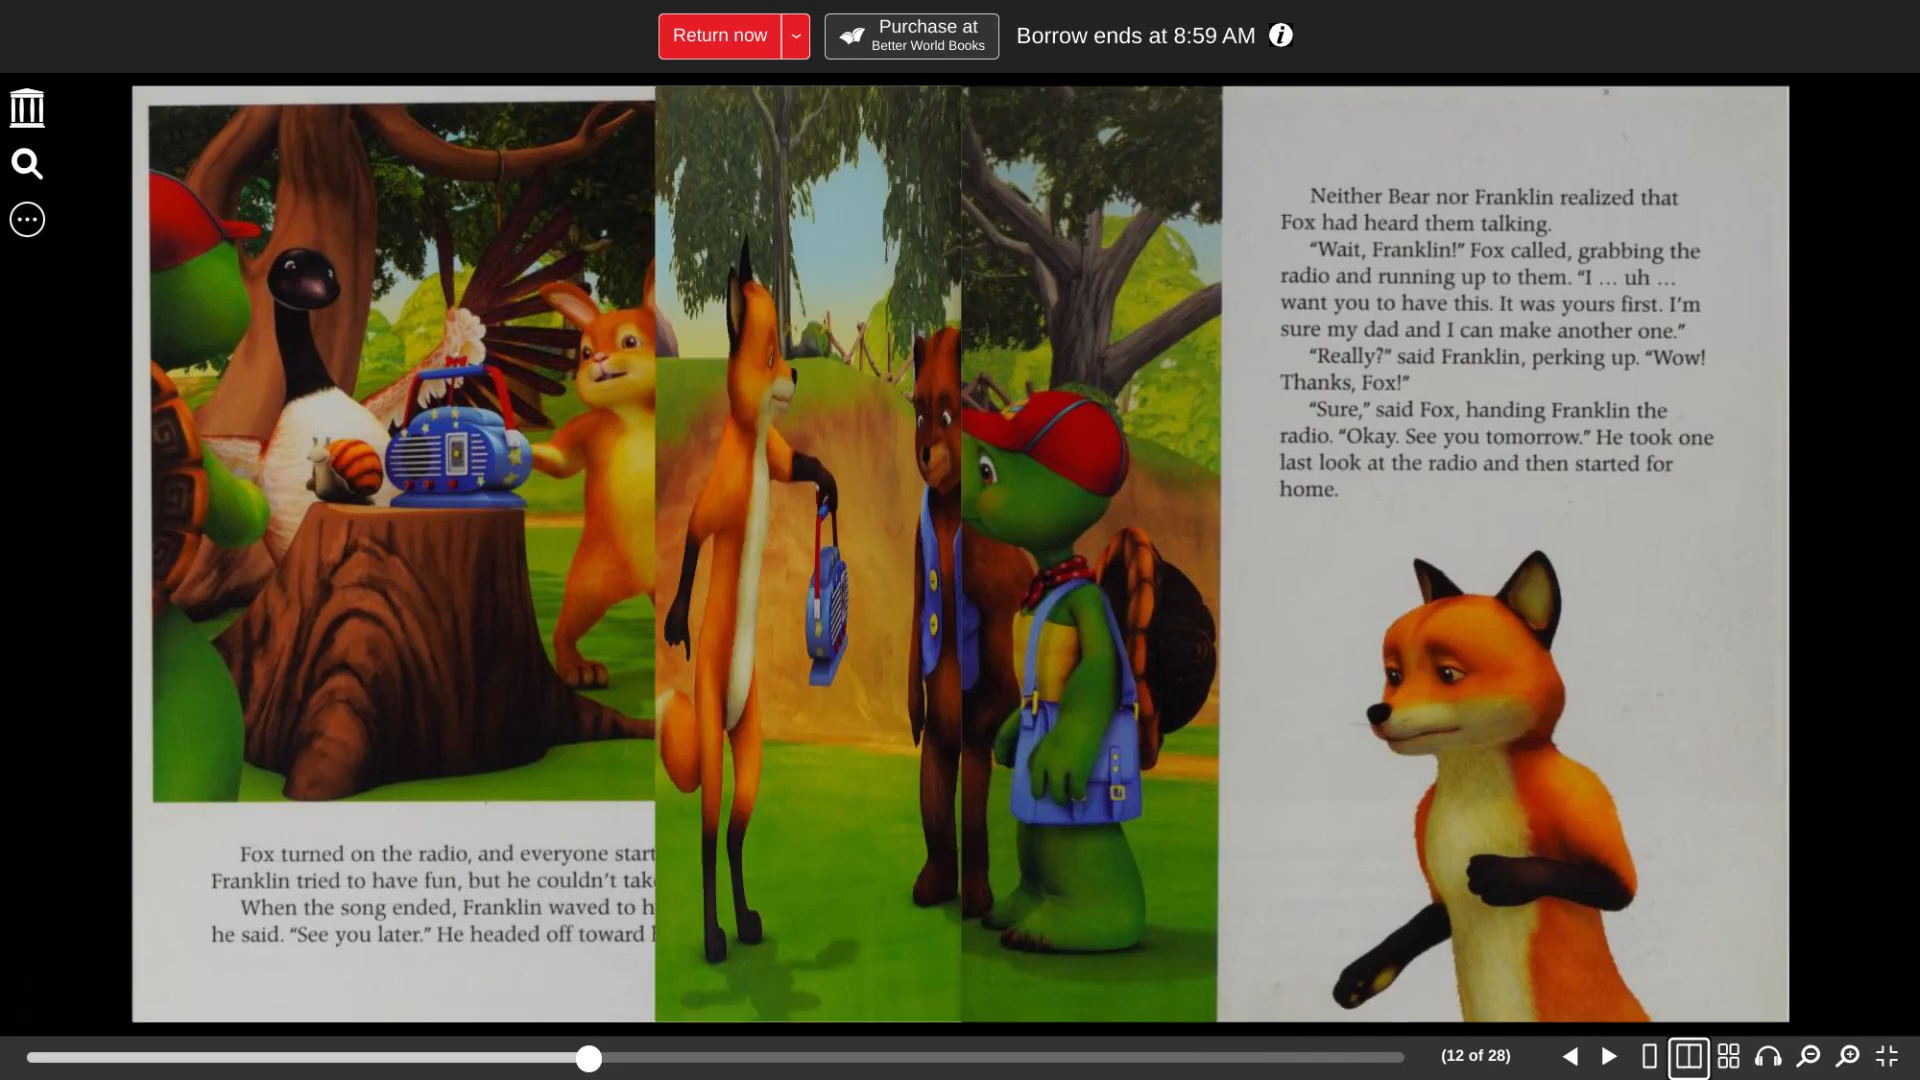 Return now
Purchase at
Better World Books
Borrow ends at 8:59 AM
Fox turned on the radio, and everyone start
Franklin tried to have fun, but he couldn't tak
When the song ended, Franklin waved to h
he said. “See you later.” He headed off toward
Neither Bear nor Franklin realized that
Fox had heard them talking.
“Wait, Franklin!” Fox called, grabbing the
radio and running up to them. “I ... uh ...
want you to have this. It was yours first. I'm
sure my dad and I can make another one.”
“Really?” said Franklin, perking up. “Wow!
Thanks, Fox!”
“Sure,” said Fox, handing Franklin the
radio. “Okay. See you tomorrow.” He took one
last look at the radio and then started for
home.
(12 of 28)